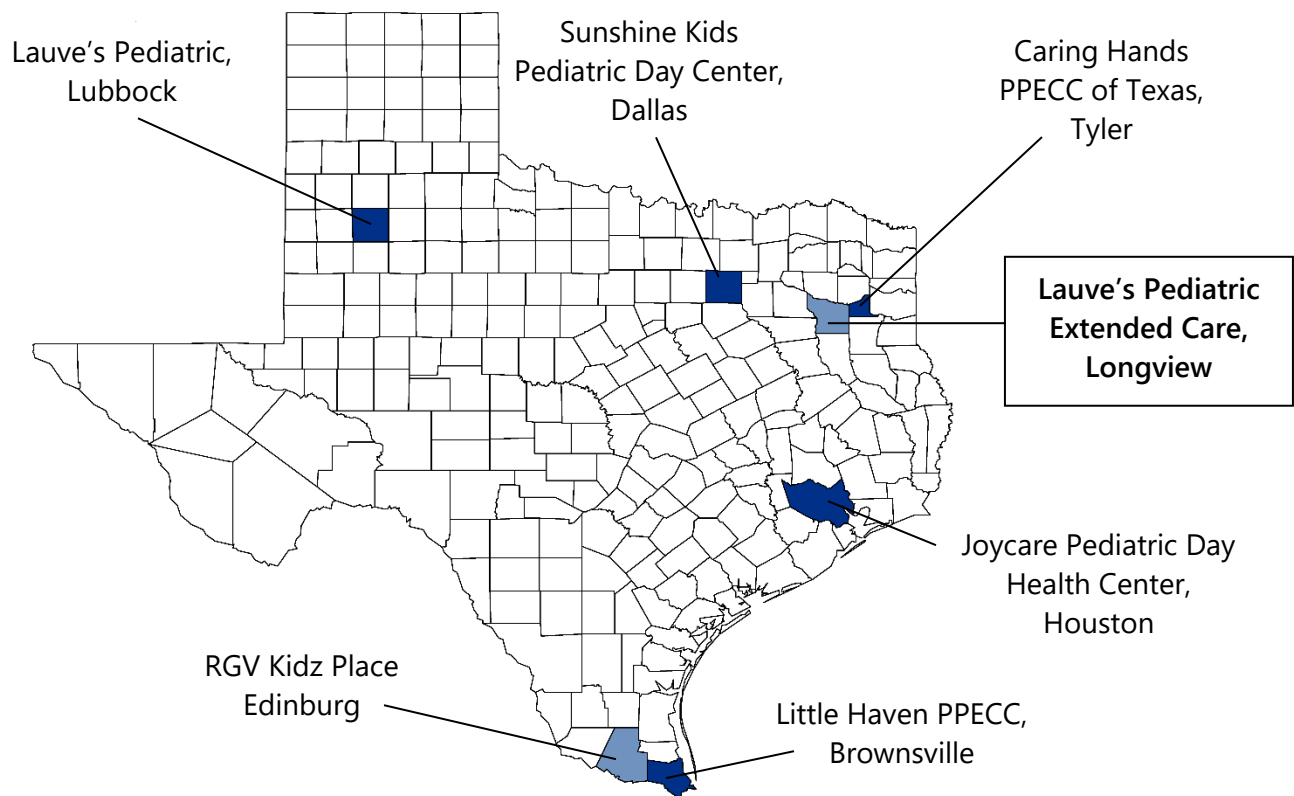 Lauve’s Pediatric,
Lubbock
Sunshine Kids
Pediatric Day Center,
Dallas
Caring Hands
PPECC of Texas,
Tyler
Lauve’s Pediatric
Extended Care,
Longview
Joycare Pediatric Day
Health Center,
Houston
RGV Kidz Place
Edinburg
Little Haven PPECC,
Brownsville